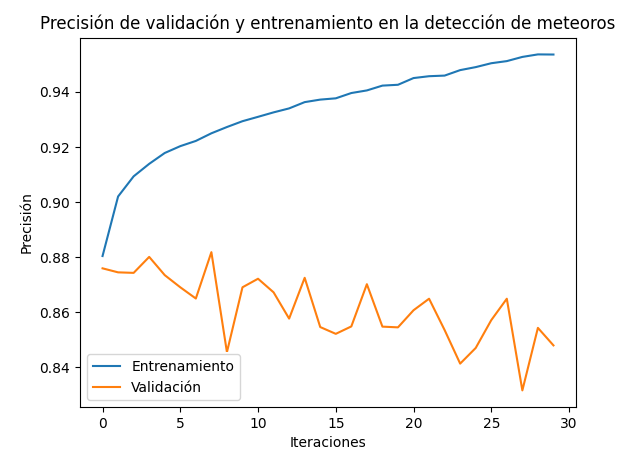 Precisión de validación y entrenamiento en la detección de meteoros
0.94
0.92
0.90
0.88
0.86
0.84
Precisión
Entrenamiento
Validación
0 5 10 15 20 25 30
Iteraciones